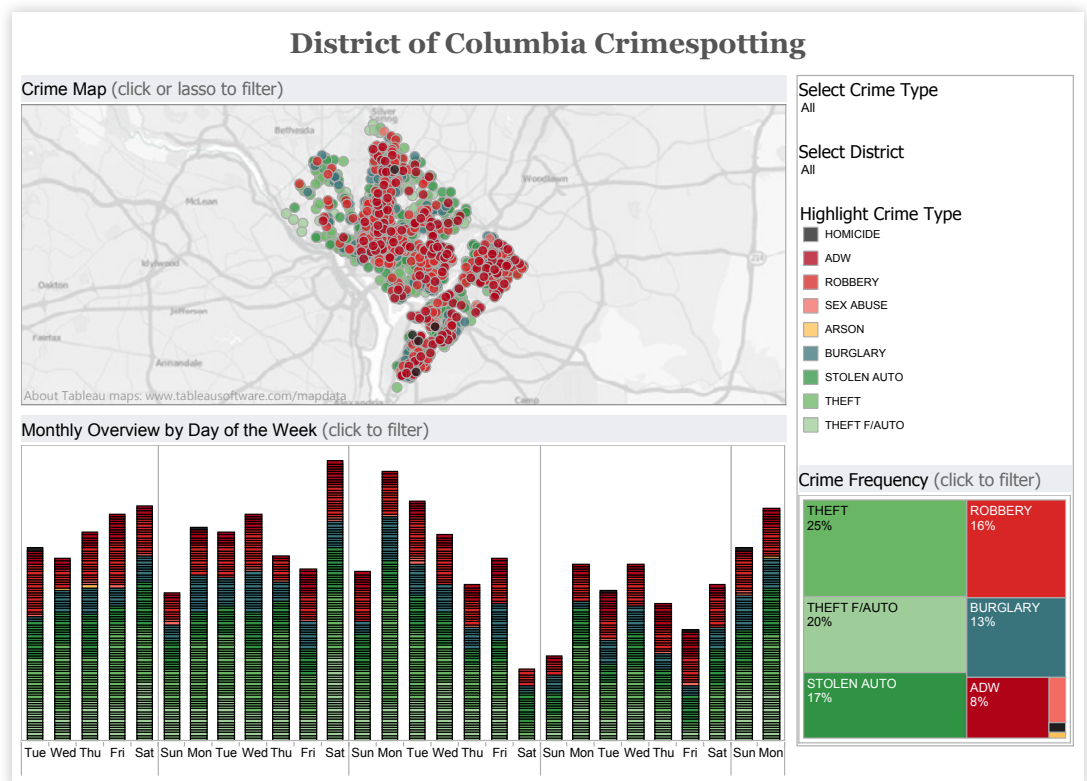 District of Columbia Crimespotting
Crime Map (click or lasso to filter)
Silver
Spring
Bethesda
Woodlawn
McLean
Idylwood
214
Oakton
Jefferson
Fairfax
Annandale
About Tableau maps: www.tableausoftware.com/mapdata
Alexandria
Camp
Select Crime Type
All
Select District
All
Highlight Crime Type
HOMICIDE
ADW
ROBBERY
SEX ABUSE
ARSON
BURGLARY
STOLEN AUTO
THEFT
THEFT F/AUTO
Monthly Overview by Day of the Week (click to filter)
Tue Wed Thu Fri Sat Sun Mon Tue Wed Thu Fri Sat Sun Mon Tue Wed Thu Fri Sat Sun Mon Tue Wed Thu Fri Sat Sun Mon
Crime Frequency (click to filter)
THEFT
25%
ROBBERY
16%
THEFT F/AUTO
20%
BURGLARY
13%
STOLEN AUTO
17%
ADW
8%